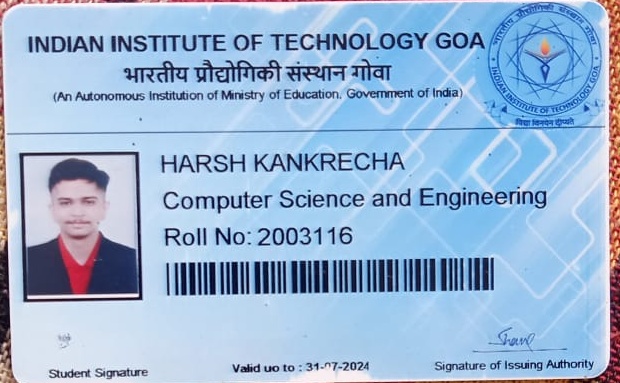 INDIAN INSTITUTE OF TECHNOLOGY GOA
भारतीय प्रौद्योगिकी संस्थान गोवा
(An Autonomous Institution of Ministry of Education, Government of India)
भारतीय प्रौद्योगिकी संस्थान गोवा
INDIAN INSTITUTE OF TECHNOLOGY GOA
विद्या विनयेन दीप्यते
HARSH KANKRECHA
Computer Science and Engineering
Roll No: 2003116
Student Signature
Valid uo to : 31-07-2024
Signature of Issuing Authority